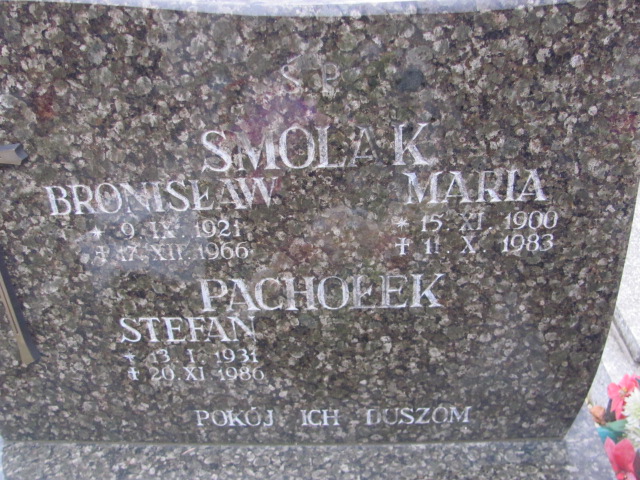 Ś P
SMOLAK
BRONISŁAW MARIA
* 9 IX 1921 * 15 XI 1900
† 17 XII 1966 † 11 X 1983
PACHOŁEK
STEFAN
† 13 I 1931
† 20.XI.1986
POKÓJ ICH DUSZOM